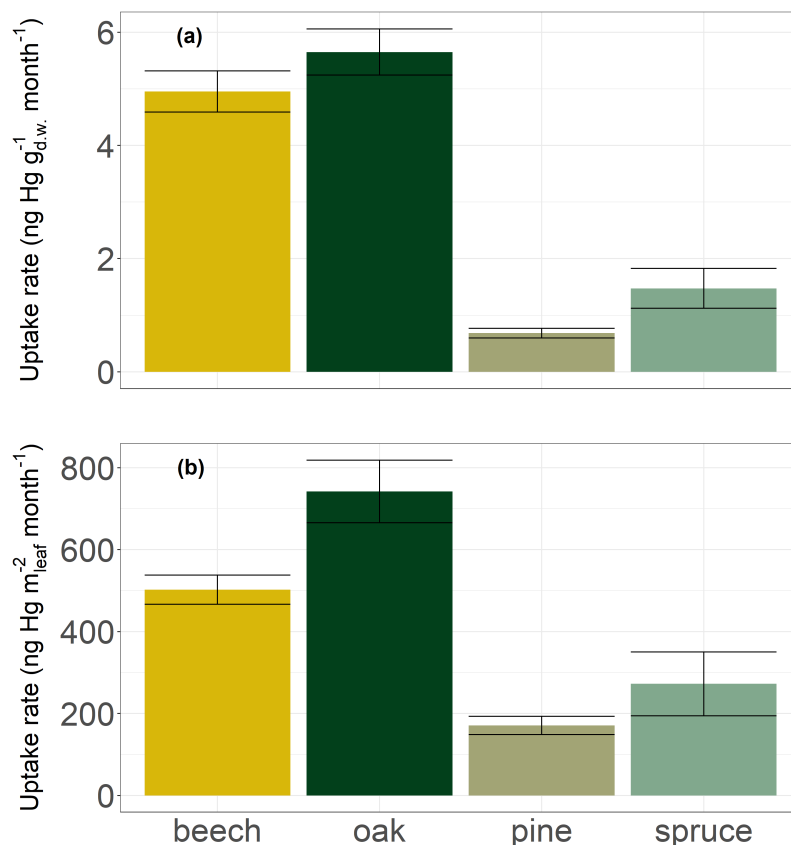 (a)
Uptake rate (ng Hg g⁻¹d.w. month⁻¹)
6
4
2
0
(b)
Uptake rate (ng Hg m⁻²leaf month⁻¹)
800
600
400
200
0
beech oak pine spruce